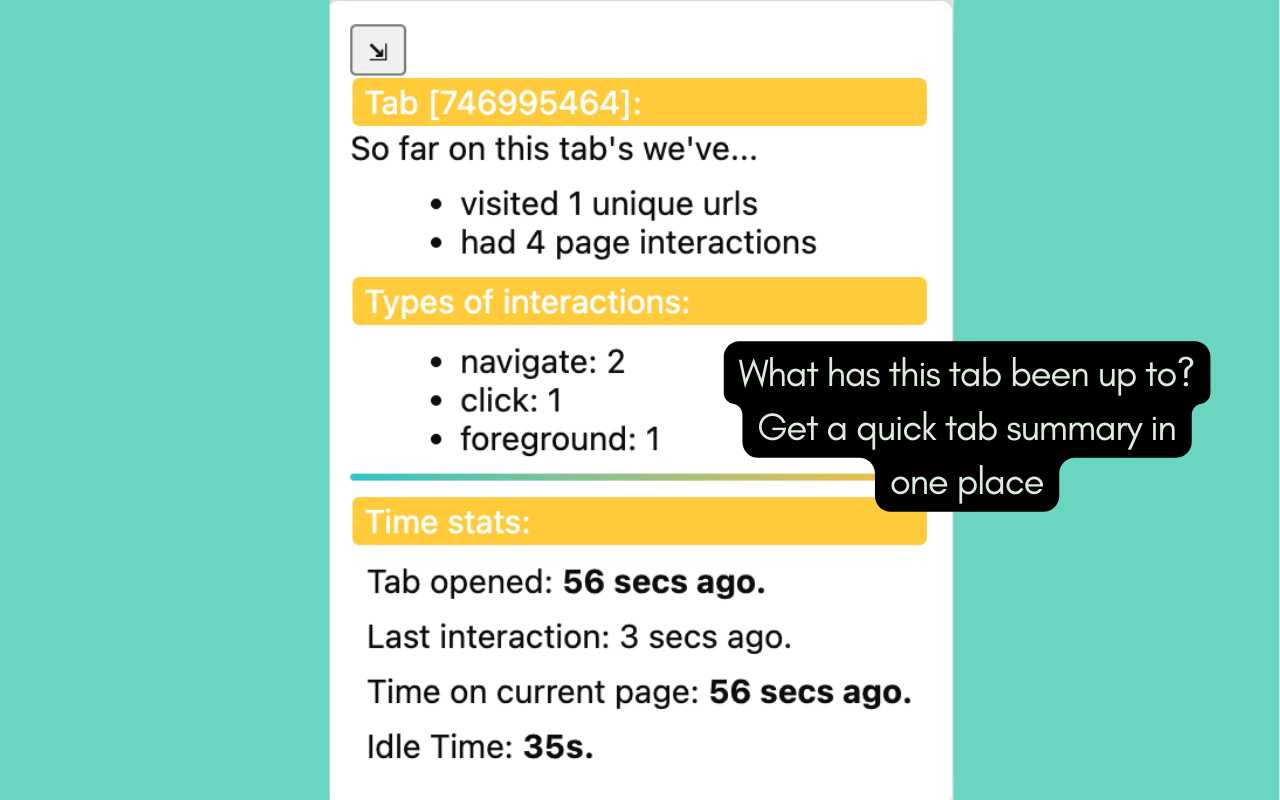 Tab [746995464]:
So far on this tab's we've...
• visited 1 unique urls
• had 4 page interactions
Types of interactions:
• navigate: 2
• click: 1
• foreground: 1
What has this tab been up to?
Get a quick tab summary in
one place
Time stats:
Tab opened: 56 secs ago.
Last interaction: 3 secs ago.
Time on current page: 56 secs ago.
Idle Time: 35s.